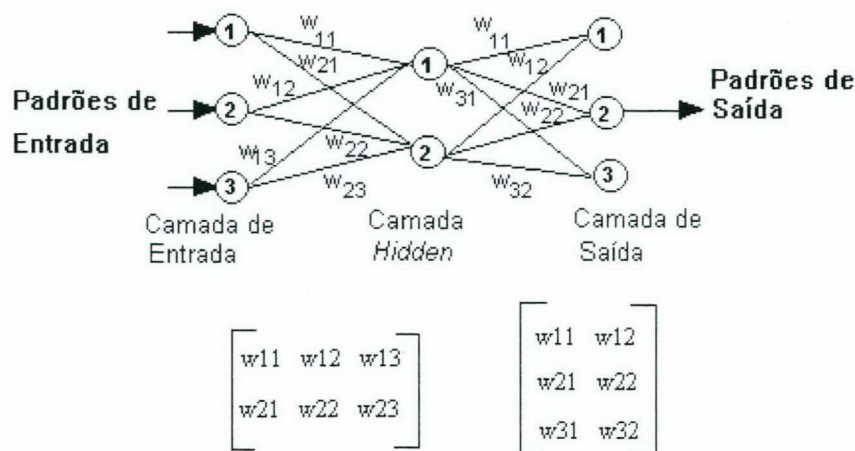 w11 w11
1 1
w21 w12
w12 1 w21
Padrões de Entrada 2 w31 2 Padrões de Saída
w22
w13 w22 2
3 w23 w32 3
Camada de Entrada Camada Hidden Camada de Saída
w11 w12 w13
w21 w22 w23
w11 w12
w21 w22
w31 w32